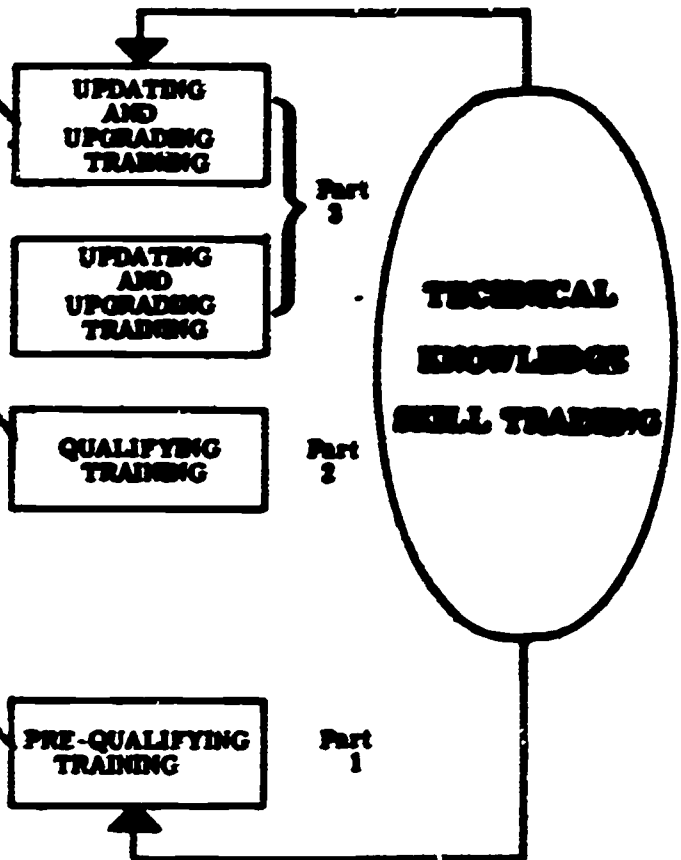 UPDATING
AND
UPGRADING
TRAINING
Part
3
UPDATING
AND
UPGRADING
TRAINING
TECHNICAL
KNOWLEDGE
SKILL TRAINING
QUALIFYING
TRAINING
Part
2
PRE-QUALIFYING
TRAINING
Part
1